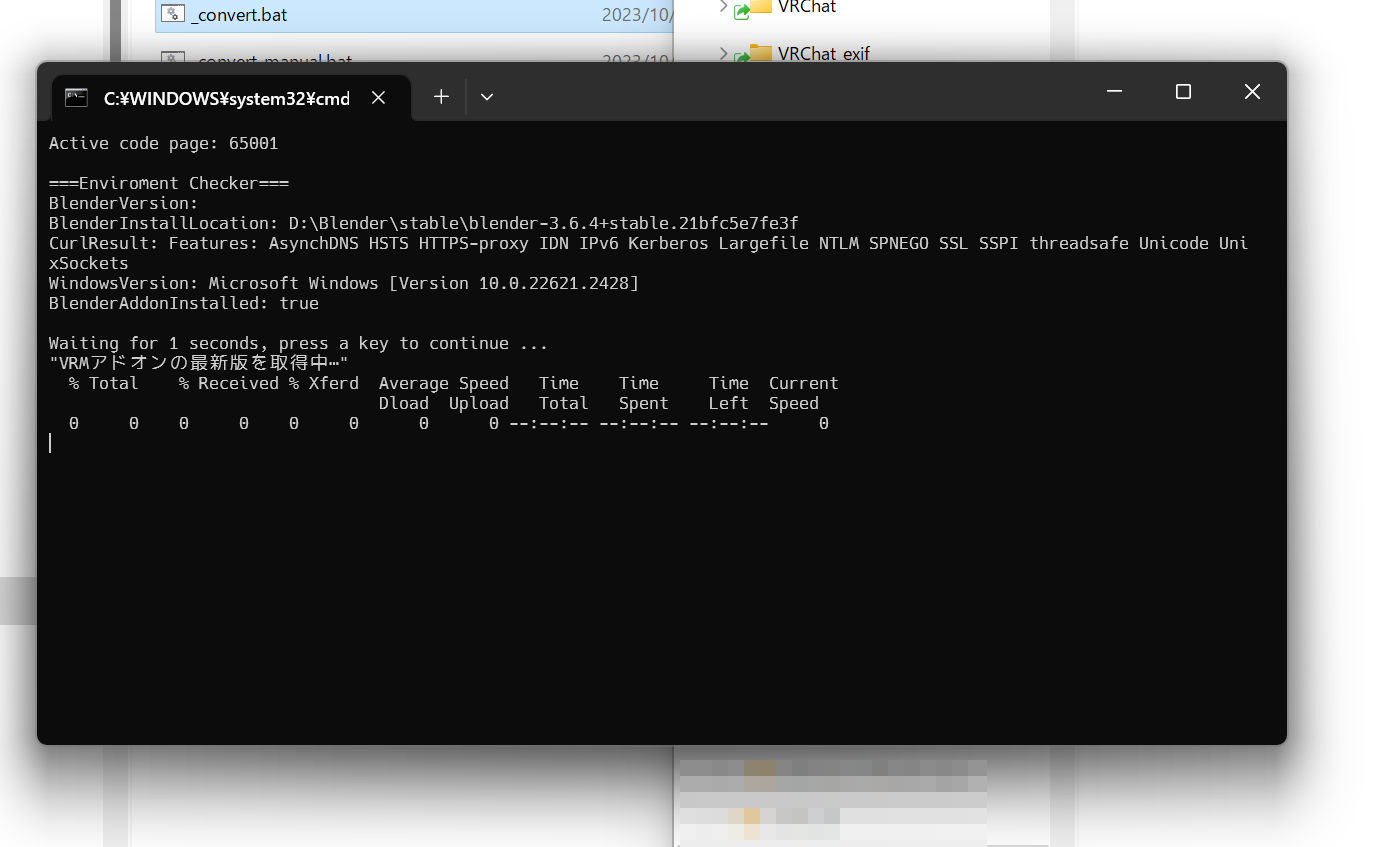 _convert.bat
2023/10/
VRChat
_convert-manual.bat
2023/10/
VRChat_exif
C:¥WINDOWS¥system32¥cmd
Active code page: 65001
===Enviroment Checker===
BlenderVersion:
BlenderInstallLocation: D:\Blender\stable\blender-3.6.4+stable.21bfc5e7fe3f
CurlResult: Features: AsynchDNS HSTS HTTPS-proxy IDN IPv6 Kerberos Largefile NTLM SPNEGO SSL SSPI threadsafe Unicode Uni
xSockets
WindowsVersion: Microsoft Windows [Version 10.0.22621.2428]
BlenderAddonInstalled: true
Waiting for 1 seconds, press a key to continue ...
"VRMアドオンの最新版を取得中…"
% Total % Received % Xferd Average Speed Time Time Time Current
Dload Upload Total Spent Left Speed
0 0 0 0 0 0 0 0 --:--:-- --:--:-- --:--:-- 0